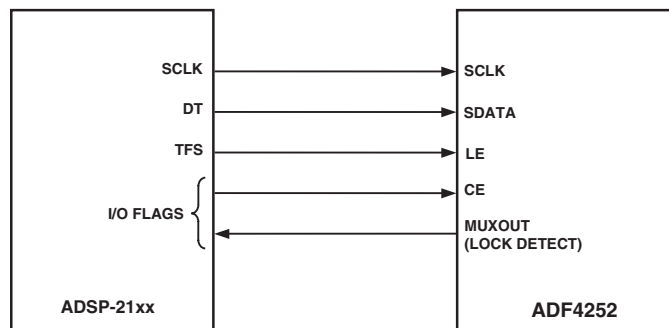 SCLK
DT
TFS
I/O FLAGS
ADSP-21xx
SCLK
SDATA
LE
CE
MUXOUT
(LOCK DETECT)
ADF4252